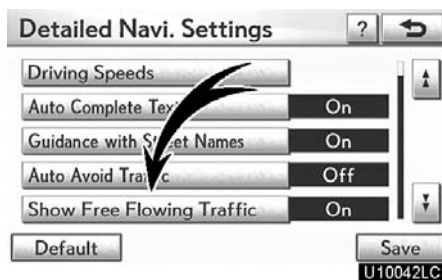 Detailed Navi. Settings ?
Driving Speeds
Auto Complete On
Guidance with Names On
Auto Avoid Off
Show Free Flowing Traffic On
Default Save
U10042LC